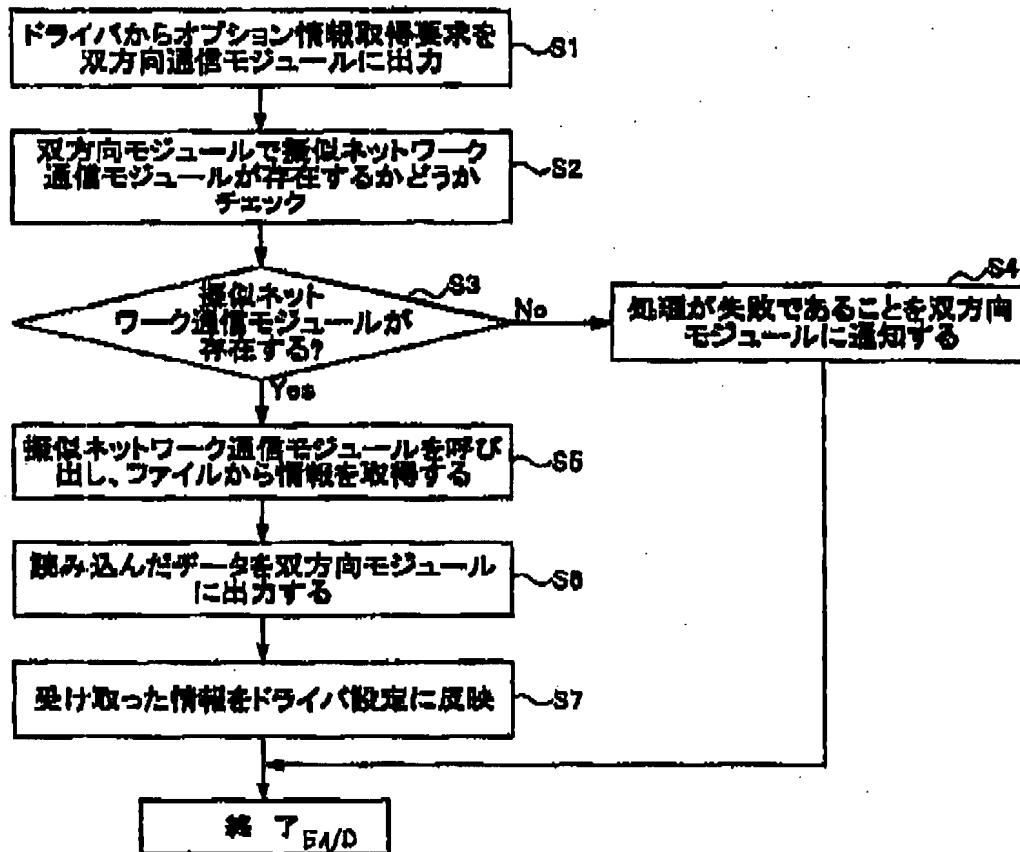 ドライバからオプション情報取得要求を
双方向通信モジュールに出力
S1
双方向モジュールで擬似ネットワーク
通信モジュールが存在するかどうか
チェック
S2
擬似ネット
ワーク通信モジュールが
存在する?
S3
No
Yes
処理が失敗であることを双方向
モジュールに通知する
S4
擬似ネットワーク通信モジュールを呼び
出し、ファイルから情報を取得する
S5
読み込んだデータを双方向モジュール
に出力する
S6
受け取った情報をドライバ設定に反映
S7
終了 END